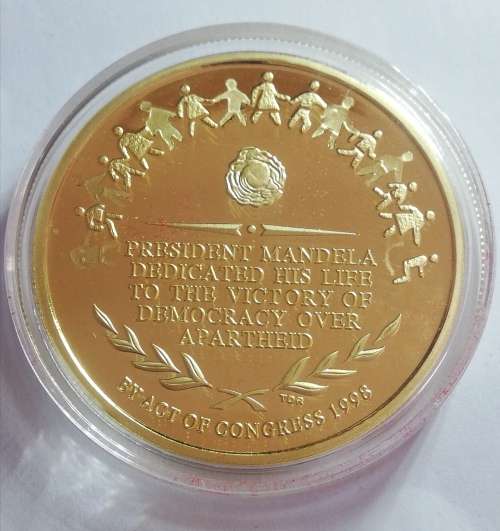 PRESIDENT MANDELA
DEDICATED HIS LIFE
TO THE VICTORY OF
DEMOCRACY OVER
APARTHEID
TDR
BY ACT OF CONGRESS 1998